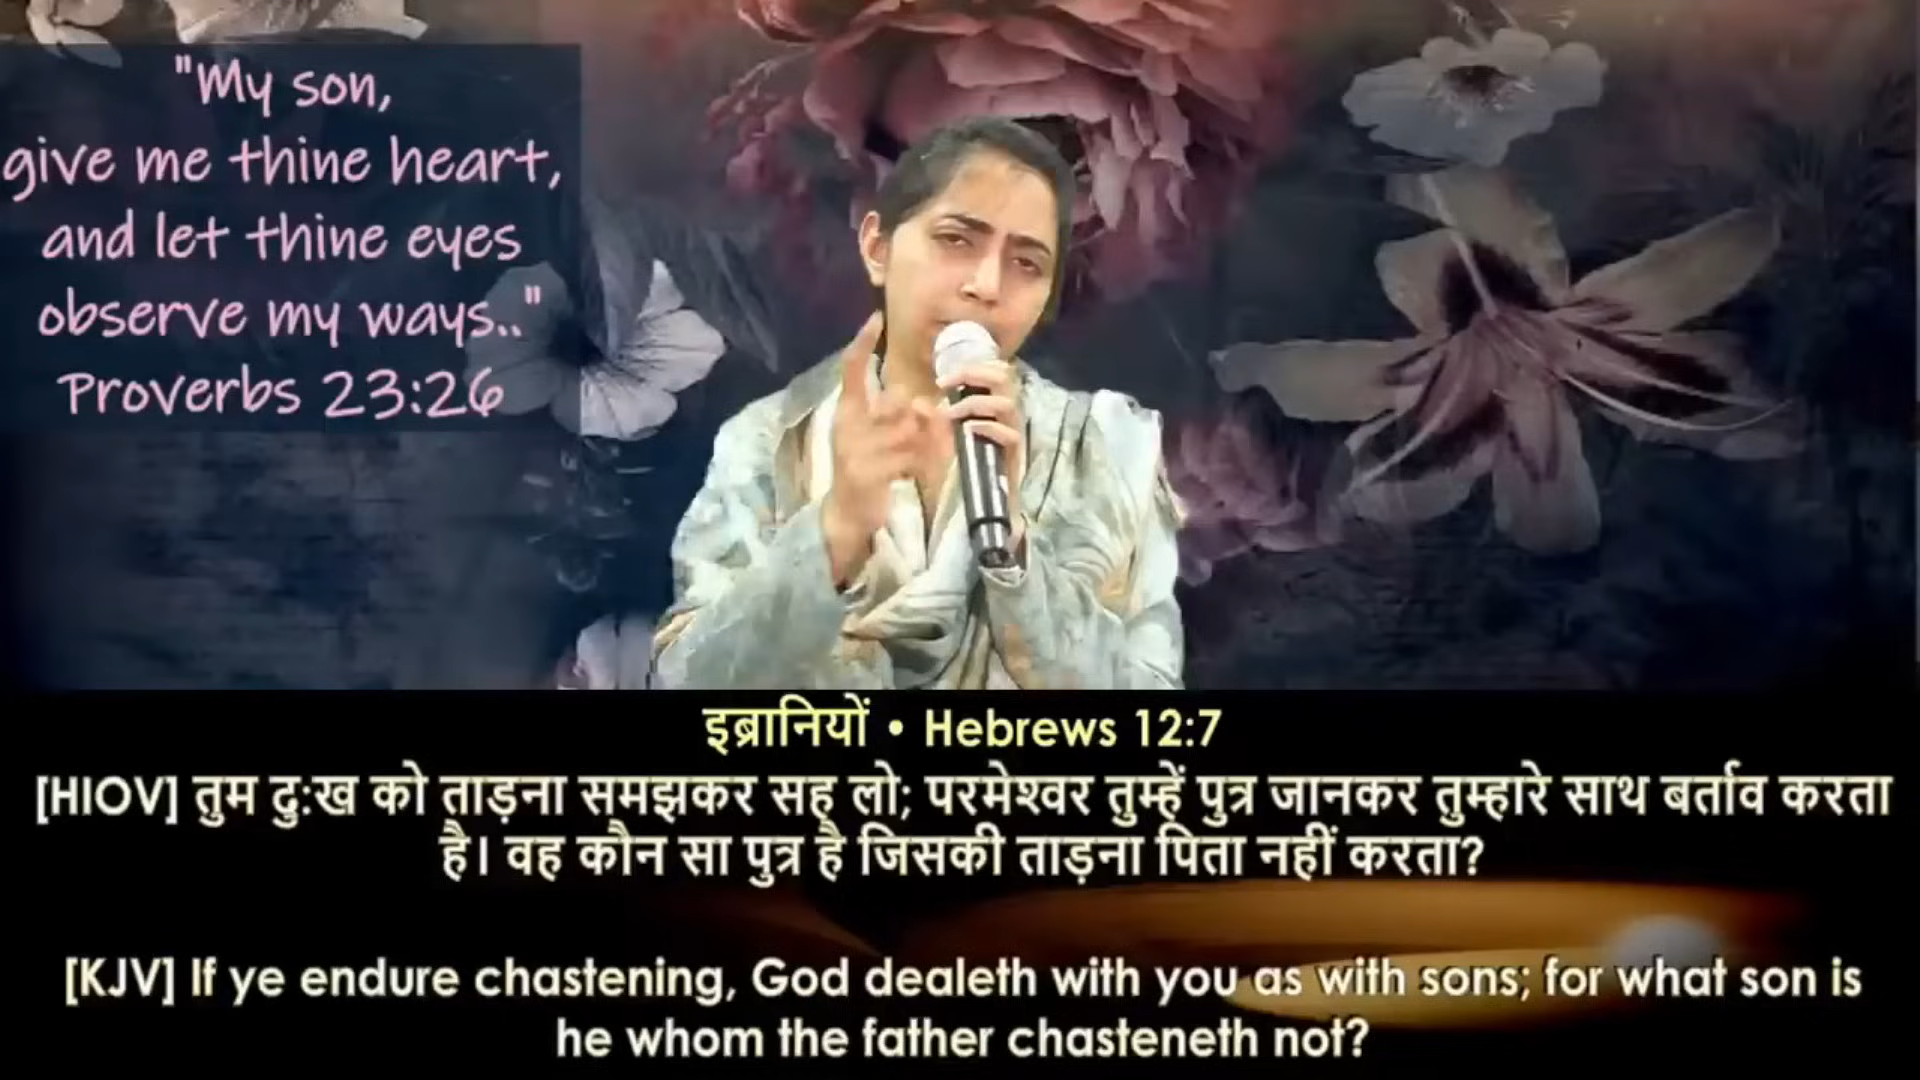 "My son,
give me thine heart,
and let thine eyes
observe my ways.."
Proverbs 23:26
इब्रानियों • Hebrews 12:7
[HIOV] तुम दु:ख को ताड़ना समझकर सह लो; परमेश्वर तुम्हें पुत्र जानकर तुम्हारे साथ बर्ताव करता
है। वह कौन सा पुत्र है जिसकी ताड़ना पिता नहीं करता?
[KJV] If ye endure chastening, God dealeth with you as with sons; for what son is
he whom the father chasteneth not?